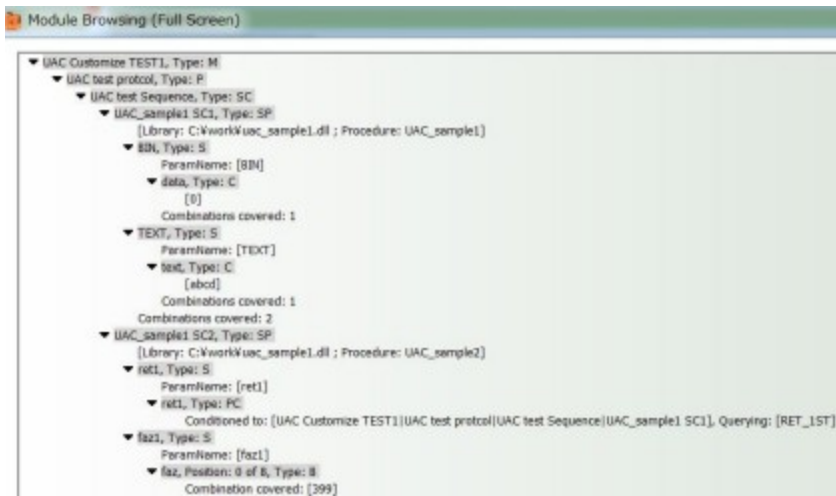 Module Browsing (Full Screen)
UAC Customize TEST1, Type: M
UAC test protcol, Type: P
UAC test Sequence, Type: SC
UAC_sample1 SC1, Type: SP
[Library: C:¥work¥uac_sample1.dll ; Procedure: UAC_sample1]
BIN, Type: S
ParamName: [BIN]
data, Type: C
[0]
Combinations covered: 1
TEXT, Type: S
ParamName: [TEXT]
text, Type: C
[abcd]
Combinations covered: 1
Combinations covered: 2
UAC_sample1 SC2, Type: SP
[Library: C:¥work¥uac_sample1.dll ; Procedure: UAC_sample2]
ret1, Type: S
ParamName: [ret1]
ret1, Type: PC
Conditioned to: [UAC Customize TEST1|UAC test protcol|UAC test Sequence|UAC_sample1 SC1], Querying: [RET_1ST]
faz1, Type: S
ParamName: [faz1]
faz, Position: 0 of 8, Type: B
Combination covered: [399]